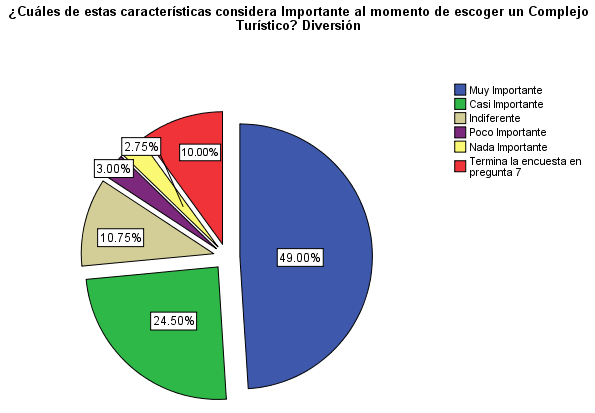 ¿Cuáles de estas características considera Importante al momento de escoger un Complejo
Turístico? Diversión
Muy Importante
Casi Importante
Indiferente
Poco Importante
Nada Importante
Termina la encuesta en
pregunta 7
2.75%
10.00%
3.00%
10.75%
49.00%
24.50%